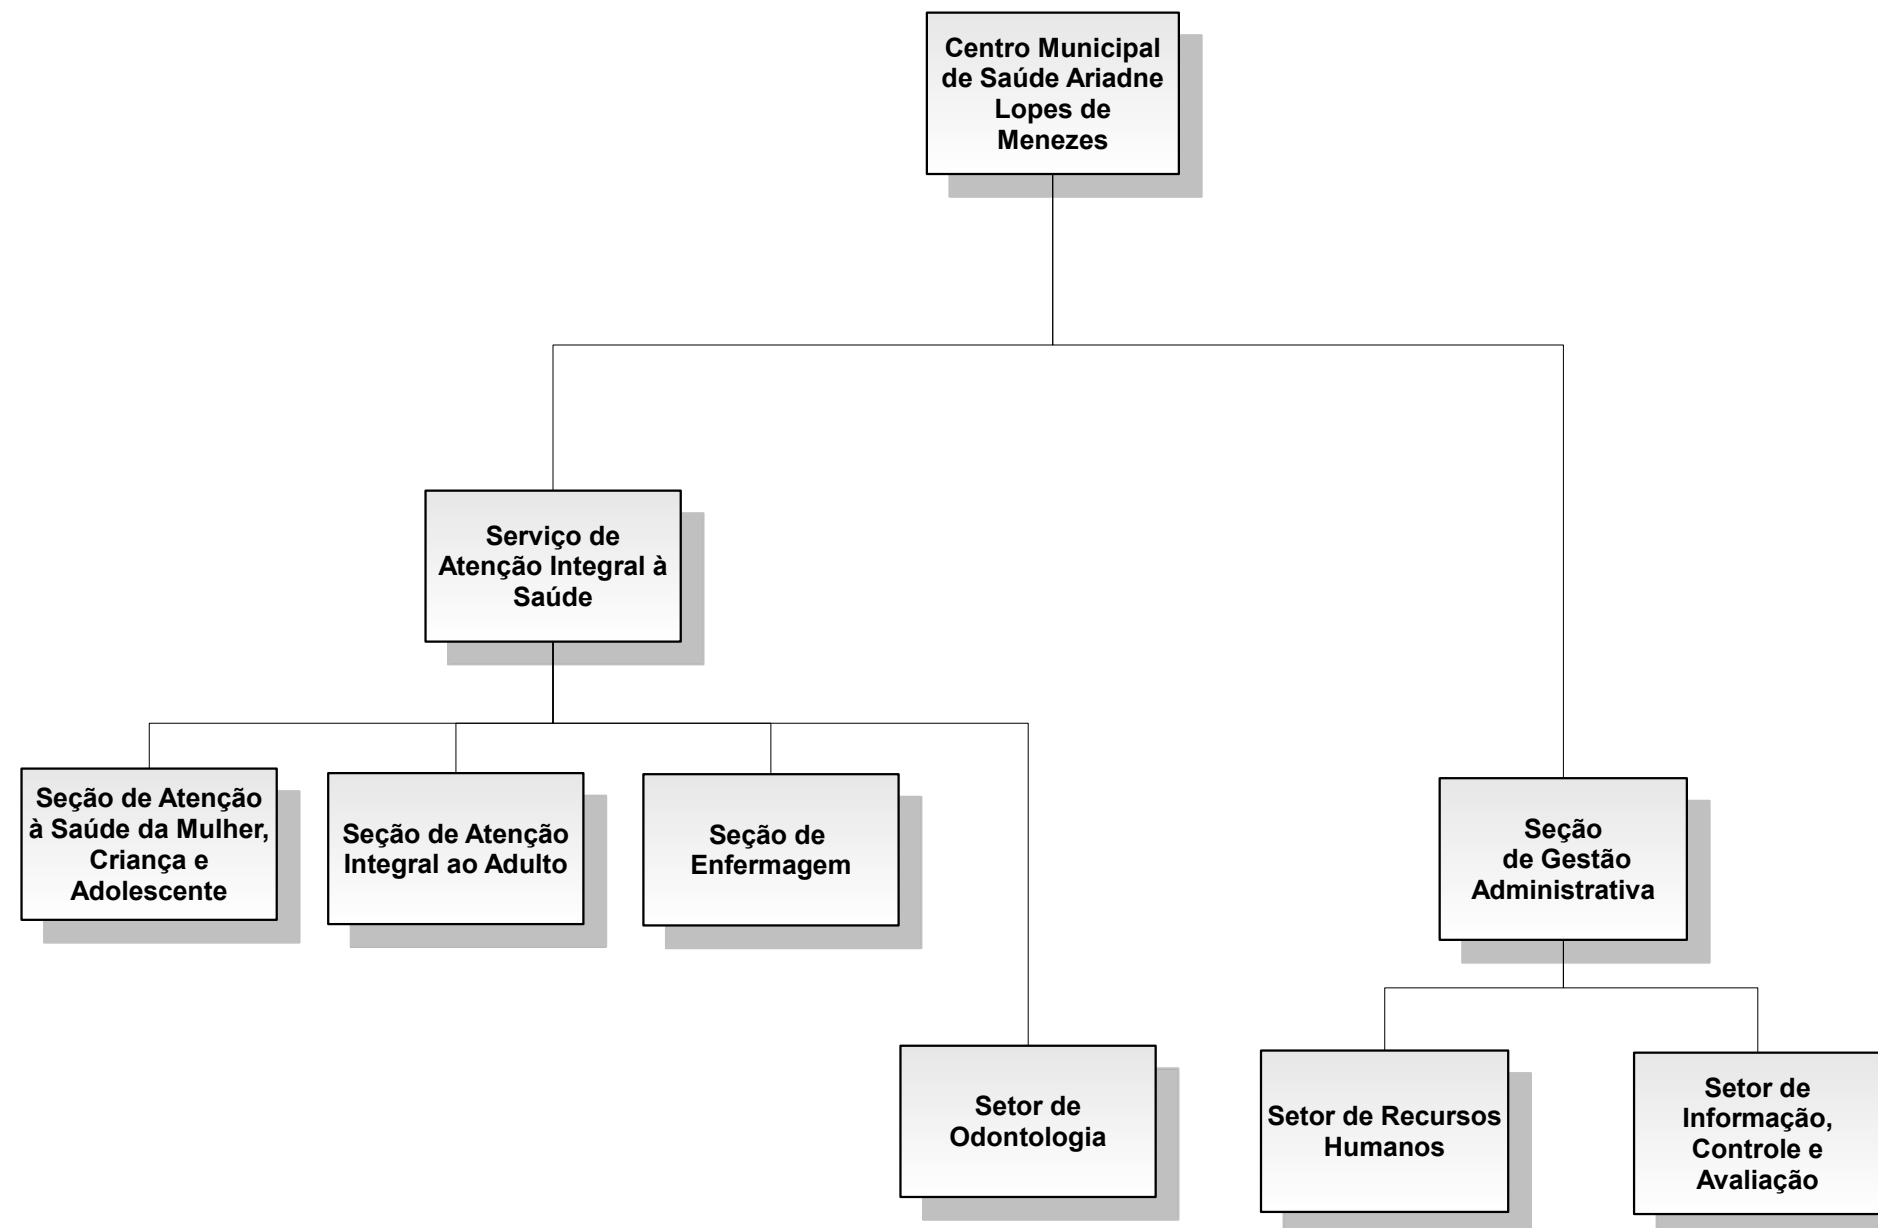 Centro Municipal
de Saúde Ariadne
Lopes de
Menezes
Serviço de
Atenção Integral à
Saúde
Seção de Atenção
à Saúde da Mulher,
Criança e
Adolescente
Seção de Atenção
Integral ao Adulto
Seção de
Enfermagem
Seção
de Gestão
Administrativa
Setor de
Odontologia
Setor de Recursos
Humanos
Setor de
Informação,
Controle e
Avaliação